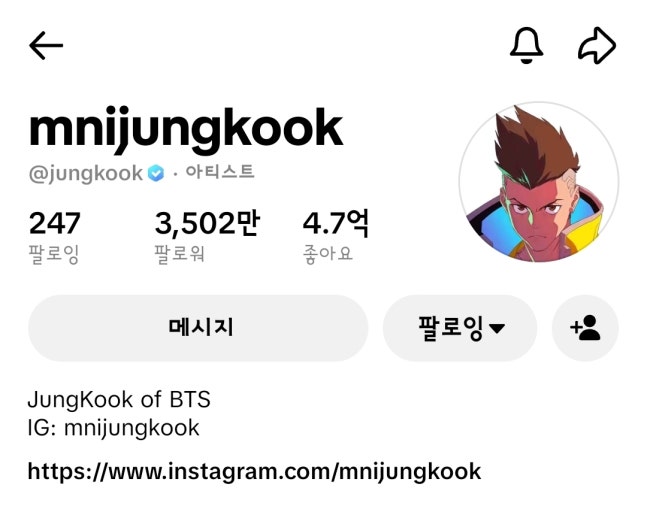 mnijungkook
@jungkook · 아티스트
247 3,502만 4.7억
팔로잉 팔로워 좋아요
메시지 팔로잉
JungKook of BTS
IG: mnijungkook
https://www.instagram.com/mnijungkook